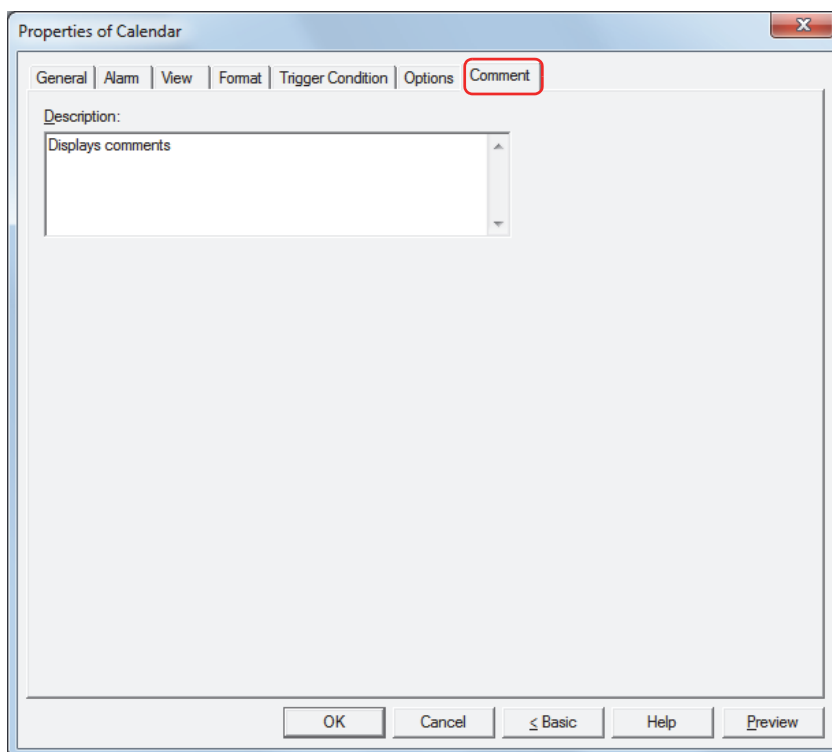 Properties of Calendar
General Alarm View Format Trigger Condition Options Comment
Description:
Displays comments
OK Cancel < Basic Help Preview